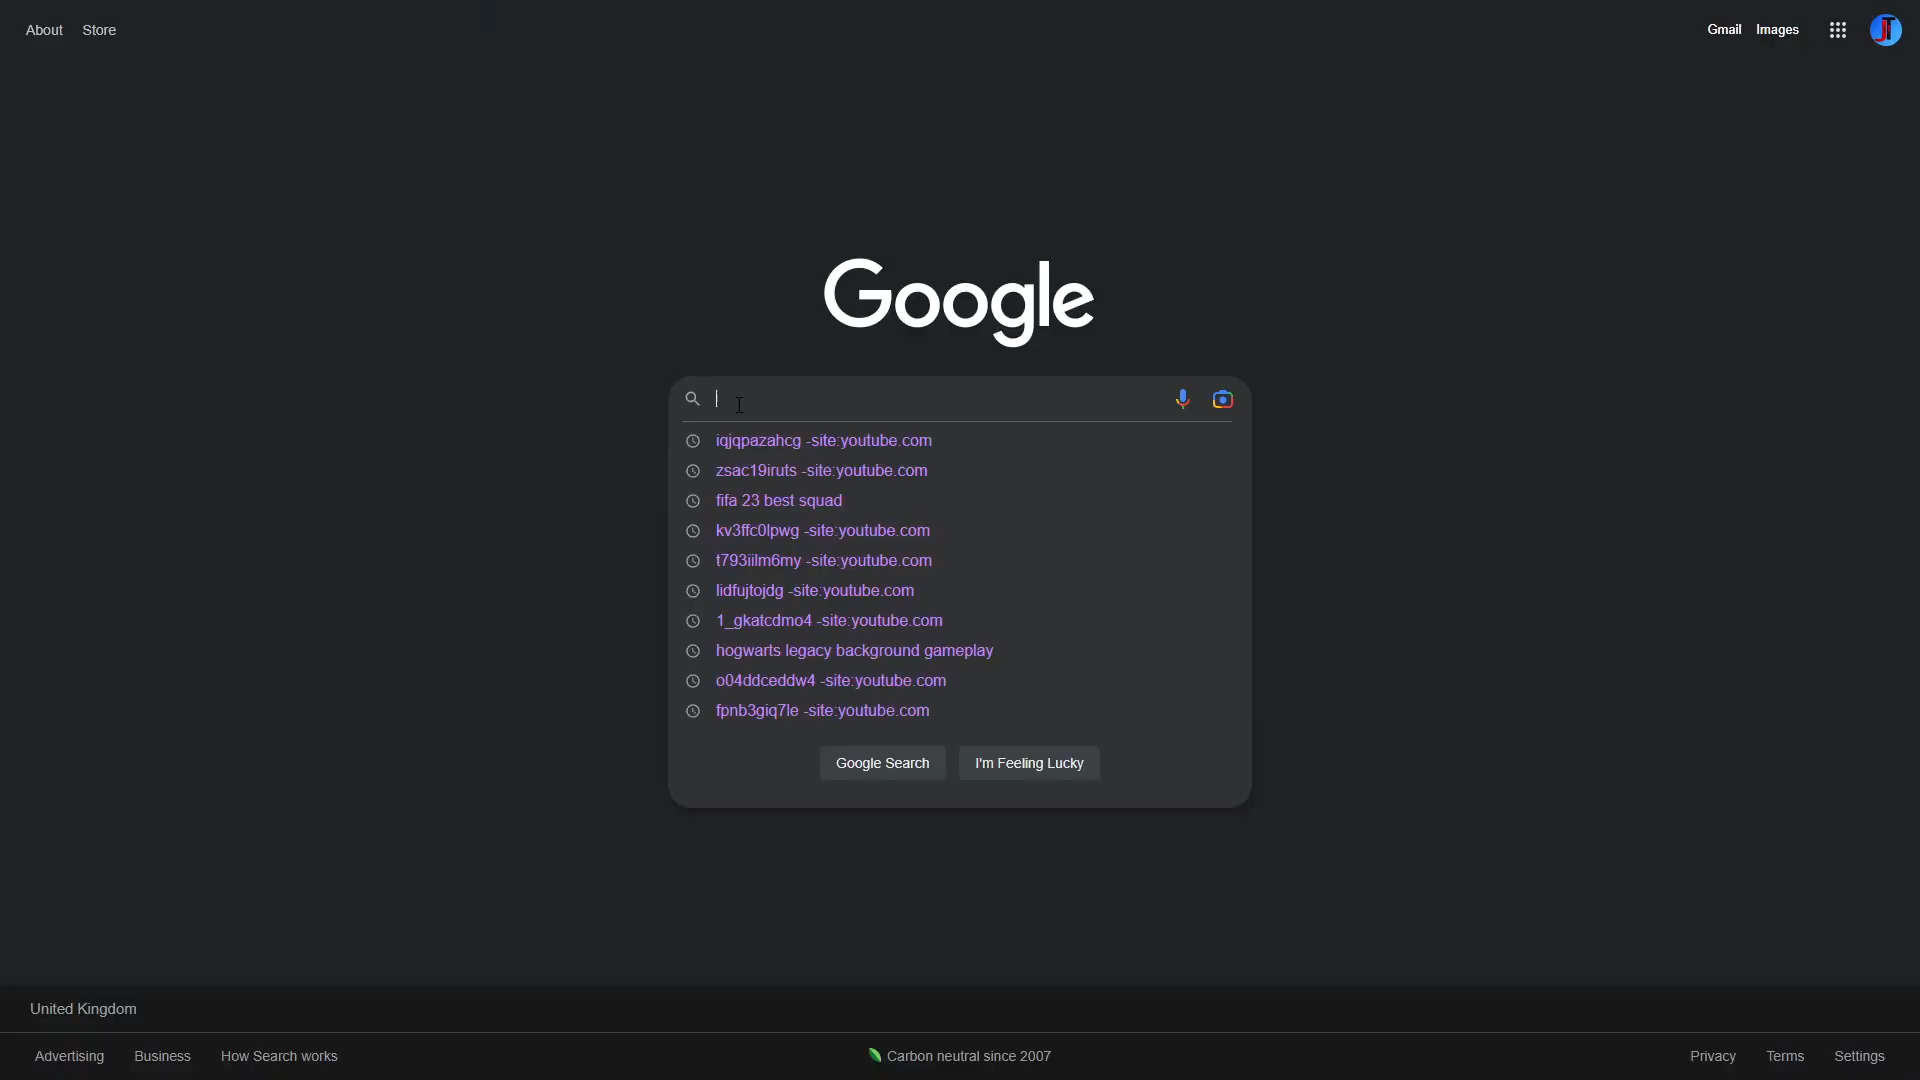 About Store
Gmail Images
JT
Google
iqjqpazahcg -site:youtube.com
zsac19iruts -site:youtube.com
fifa 23 best squad
kv3ffc0lpwg -site:youtube.com
t793iilm6my -site:youtube.com
lidfujtojdg -site:youtube.com
1_gkatcdmo4 -site:youtube.com
hogwarts legacy background gameplay
o04ddceddw4 -site:youtube.com
fpnb3giq7le -site:youtube.com
Google Search I'm Feeling Lucky
United Kingdom
Advertising Business How Search works Carbon neutral since 2007 Privacy Terms Settings